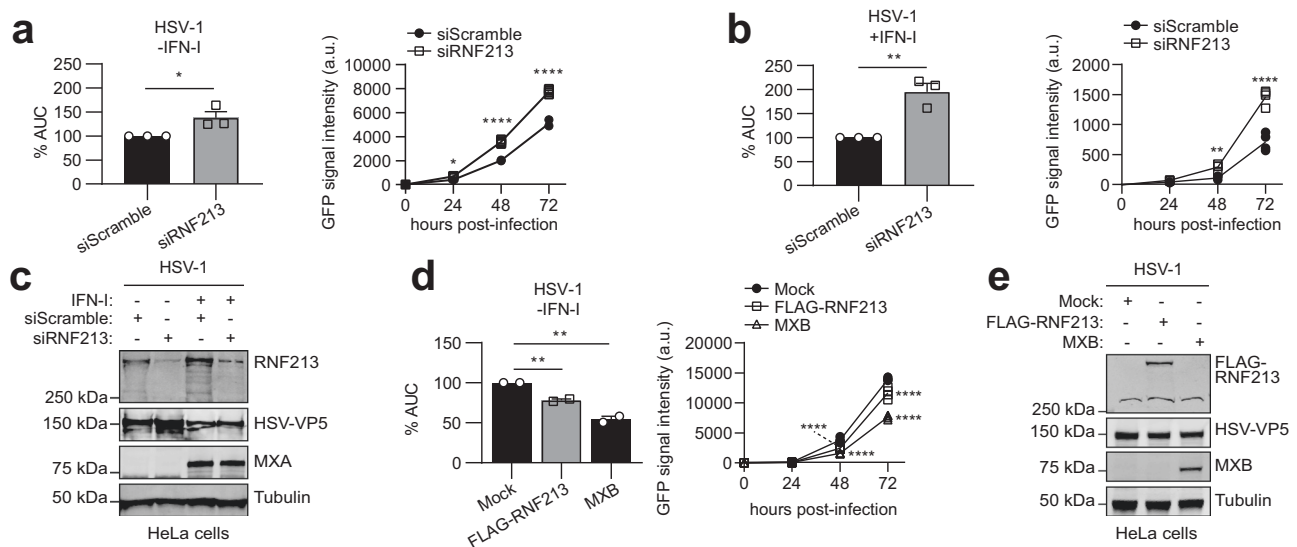 a
HSV-1
-IFN-I
% AUC
250
200
150
100
50
0
*
siScramble
siRNF213
siScramble
siRNF213
GFP signal intensity (a.u.)
10000
8000
6000
4000
2000
0
*
****
****
0 24 48 72
hours post-infection
b
HSV-1
+IFN-I
% AUC
250
200
150
100
50
0
**
siScramble
siRNF213
siScramble
siRNF213
GFP signal intensity (a.u.)
2000
1500
1000
500
0
**
****
0 24 48 72
hours post-infection
c
HSV-1
IFN-I: - - + +
siScramble: + - + -
siRNF213: - + - +
RNF213
250 kDa
150 kDa HSV-VP5
75 kDa MXA
50 kDa Tubulin
HeLa cells
d
HSV-1
-IFN-I
% AUC
150
100
50
0
**
**
Mock
FLAG-RNF213
MXB
Mock
FLAG-RNF213
MXB
GFP signal intensity (a.u.)
20000
15000
10000
5000
0
****
****
****
****
0 24 48 72
hours post-infection
e
HSV-1
Mock: + - -
FLAG-RNF213: - + -
MXB: - - +
FLAG-
RNF213
250 kDa
150 kDa HSV-VP5
75 kDa MXB
50 kDa Tubulin
HeLa cells